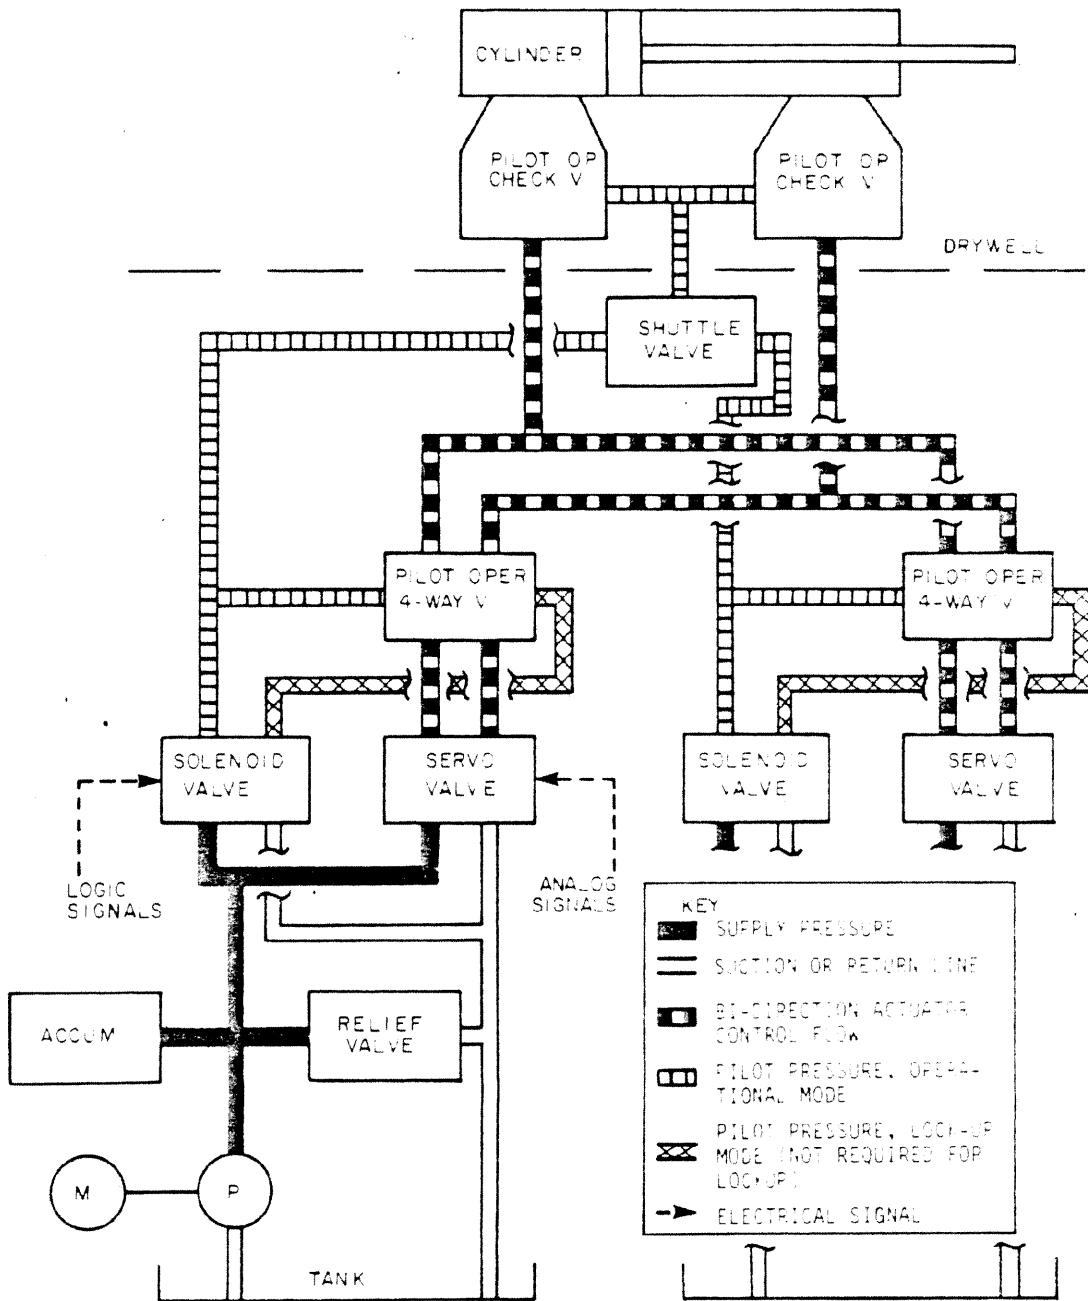 CYLINDER
PILOT OP
CHECK V
PILOT OP
CHECK V
DRYWELL
SHUTTLE
VALVE
PILOT OPER
4-WAY V
PILOT OPER
4-WAY V
SOLENOID
VALVE
SERVO
VALVE
SOLENOID
VALVE
SERVO
VALVE
LOGIC
SIGNALS
ANALOG
SIGNALS
KEY
SUPPLY PRESSURE
SUCTION OR RETURN LINE
BI-DIRECTION ACTUATOR
CONTROL FLOW
PILOT PRESSURE, OPERA-
TIONAL MODE
PILOT PRESSURE, LOCK-UP
MODE (NOT REQUIRED FOR
LOCKUP)
ELECTRICAL SIGNAL
ACCUM
RELIEF
VALVE
M
P
TANK